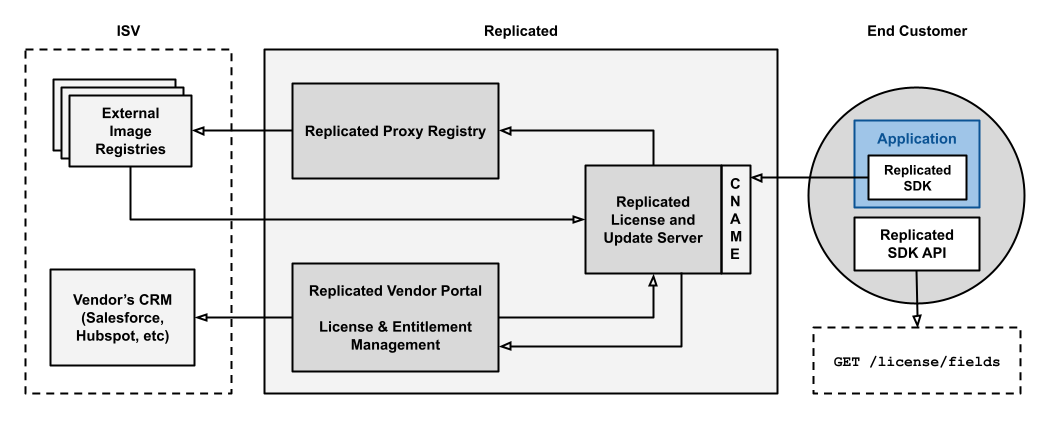 ISV
Replicated
End Customer
External
Image
Registries
Replicated Proxy Registry
Application
Replicated
SDK
Replicated
License and
Update Server
C
N
A
M
E
Replicated
SDK API
Vendor's CRM
(Salesforce,
Hubspot, etc)
Replicated Vendor Portal
License & Entitlement
Management
GET /license/fields